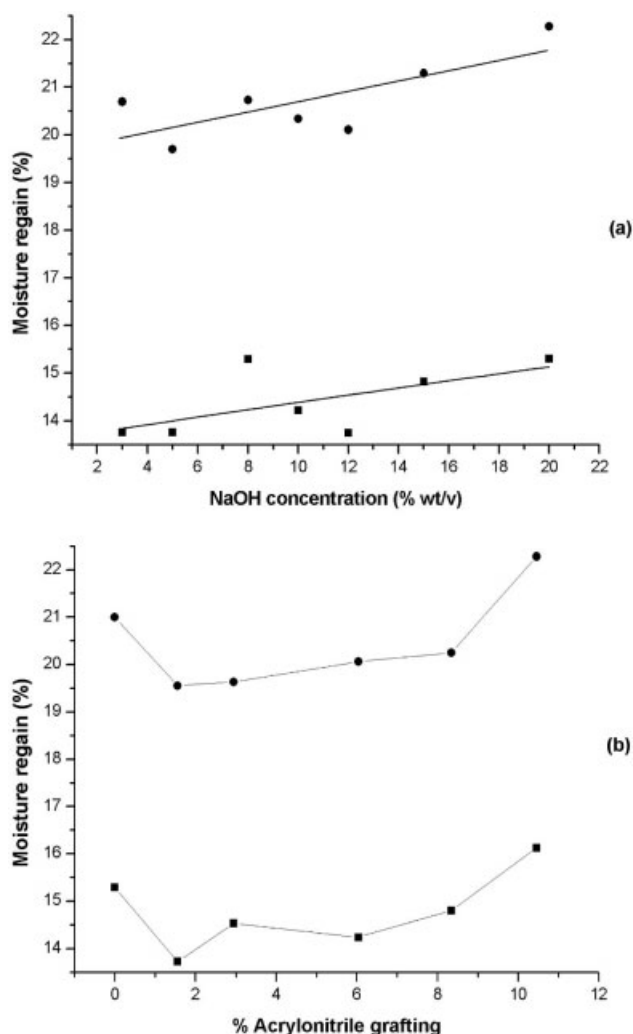 22
21
20
19
18
17
16
15
14
Moisture regain (%)
(a)
2 4 6 8 10 12 14 16 18 20 22
NaOH concentration (% wt/v)
22
21
20
19
18
17
16
15
14
Moisture regain (%)
(b)
0 2 4 6 8 10 12
% Acrylonitrile grafting